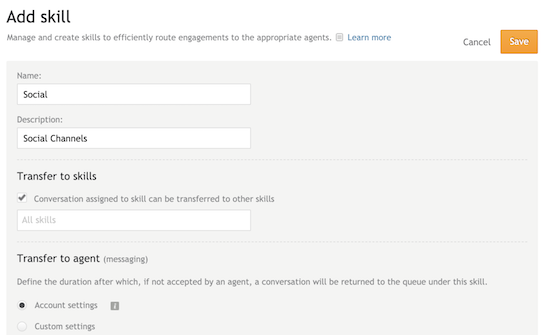 Add skill
Manage and create skills to efficiently route engagements to the appropriate agents. Learn more
Cancel Save
Name:
Social
Description:
Social Channels
Transfer to skills
Conversation assigned to skill can be transferred to other skills
All skills
Transfer to agent (messaging)
Define the duration after which, if not accepted by an agent, a conversation will be returned to the queue under this skill.
Account settings i
Custom settings